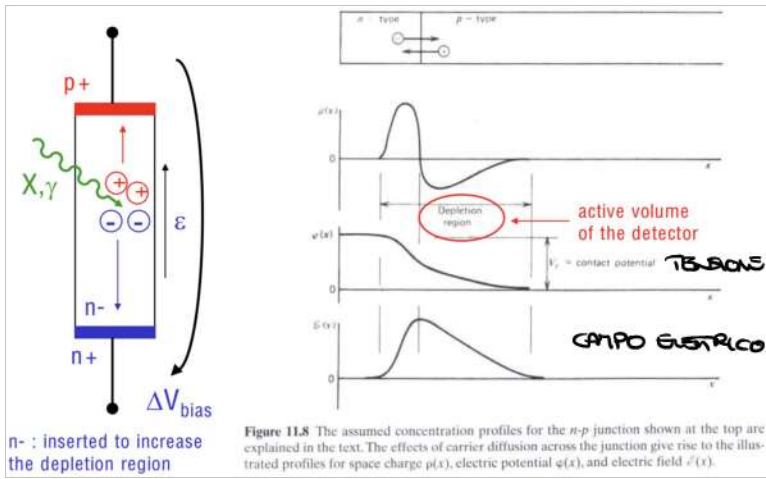 p+
X,γ
+ +
- -
ε
n-
n+
ΔV bias
n- : inserted to increase
the depletion region
n - type p - type
- +
ρ(x)
0
x
Depletion
region
active volume
of the detector
φ(x)
V = contact potential TENSIONE
0
x
ℰ(x)
CAMPO ELETTRICO
0
x
Figure 11.8 The assumed concentration profiles for the n-p junction shown at the top are
explained in the text. The effects of carrier diffusion across the junction give rise to the illus-
trated profiles for space charge ρ(x), electric potential φ(x), and electric field ℰ(x).